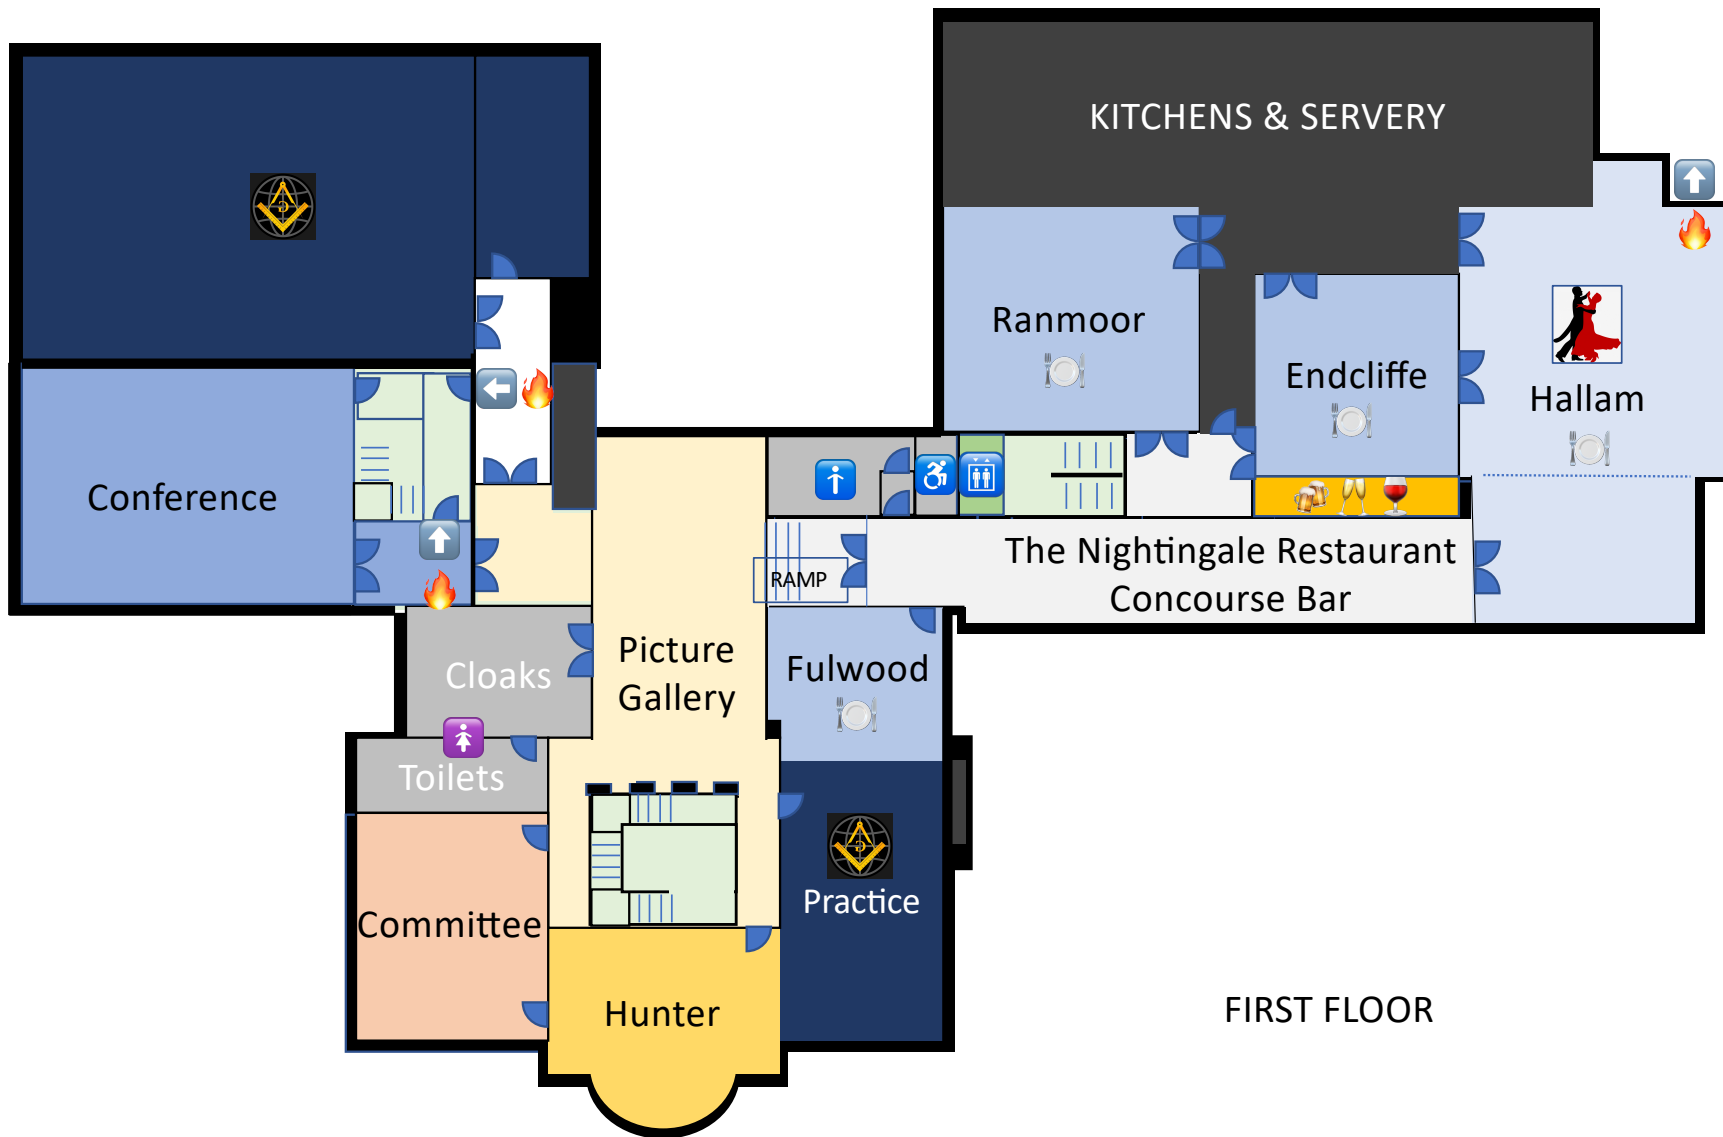 KITCHENS & SERVERY
Ranmoor
Endcliffe
Hallam
Conference
The Nightingale Restaurant
Concourse Bar
RAMP
Picture
Gallery
Cloaks
Fulwood
Toilets
Practice
Committee
Hunter
FIRST FLOOR